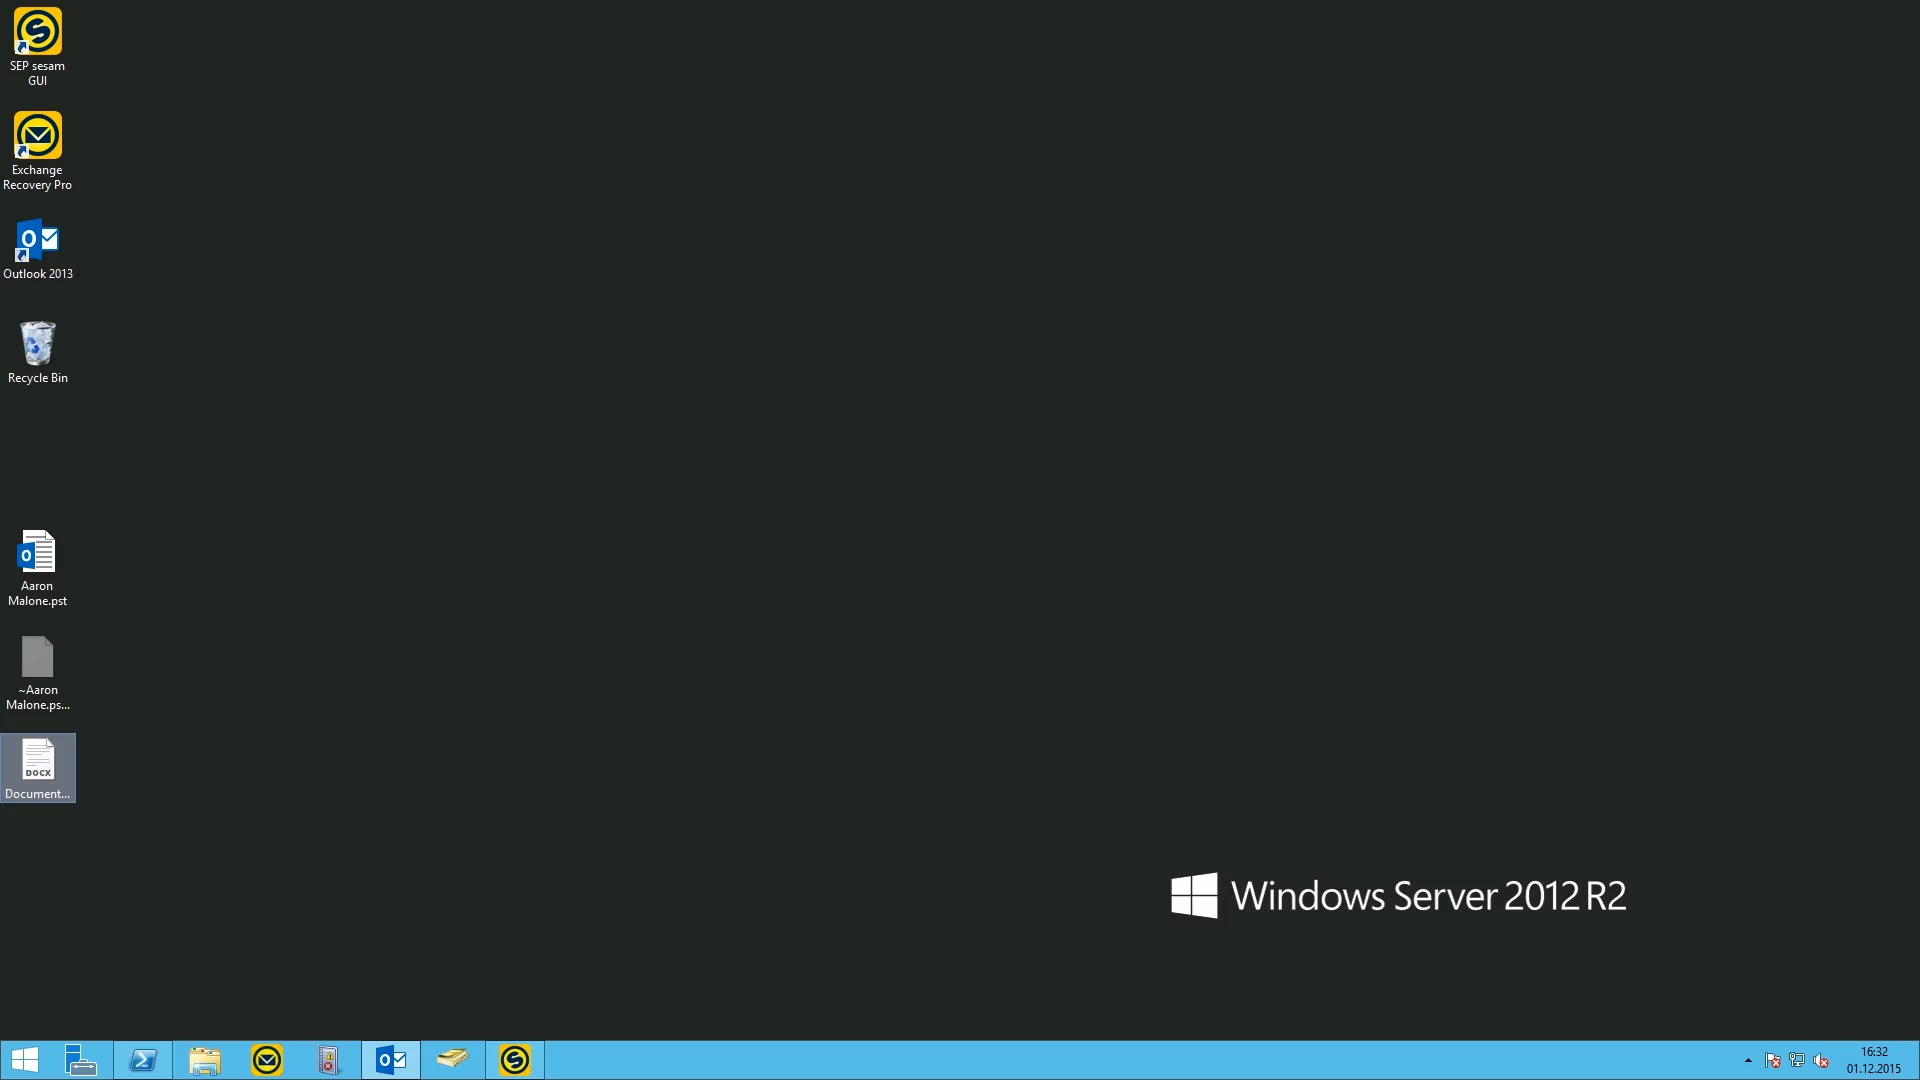 SEP sesam
GUI
Exchange
Recovery Pro
Outlook 2013
Recycle Bin
Aaron
Malone.pst
~Aaron
Malone.ps...
DOCX
Document...
Windows Server 2012 R2
16:32
01.12.2015